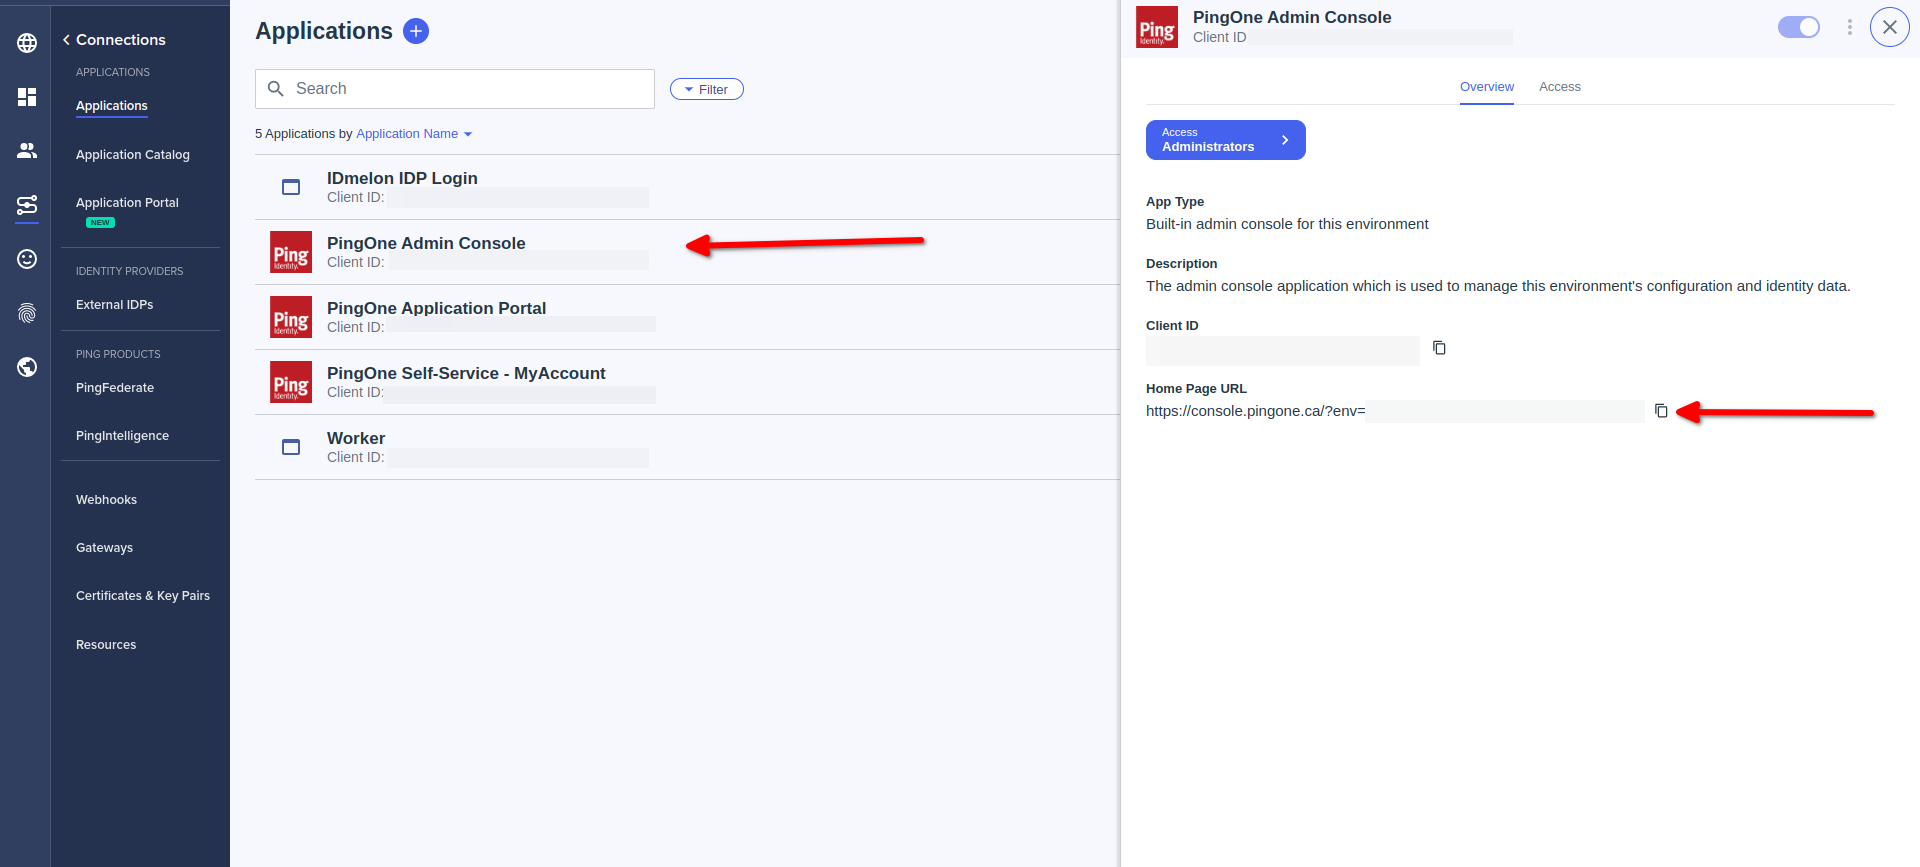 Connections
APPLICATIONS
Applications
Application Catalog
Application Portal
NEW
IDENTITY PROVIDERS
External IDPs
PING PRODUCTS
PingFederate
PingIntelligence
Webhooks
Gateways
Certificates & Key Pairs
Resources
Applications
Search
Filter
5 Applications by Application Name
IDmelon IDP Login
Client ID:
Ping
Identity.
PingOne Admin Console
Client ID:
Ping
Identity.
PingOne Application Portal
Client ID:
Ping
Identity.
PingOne Self-Service - MyAccount
Client ID:
Worker
Client ID:
Ping
Identity.
PingOne Admin Console
Client ID
Overview Access
Access
Administrators
App Type
Built-in admin console for this environment
Description
The admin console application which is used to manage this environment's configuration and identity data.
Client ID
Home Page URL
https://console.pingone.ca/?env=